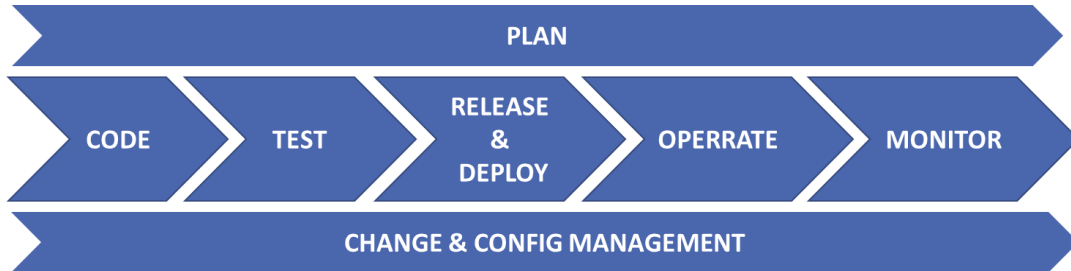 PLAN
CODE
TEST
RELEASE
&
DEPLOY
OPERRATE
MONITOR
CHANGE & CONFIG MANAGEMENT